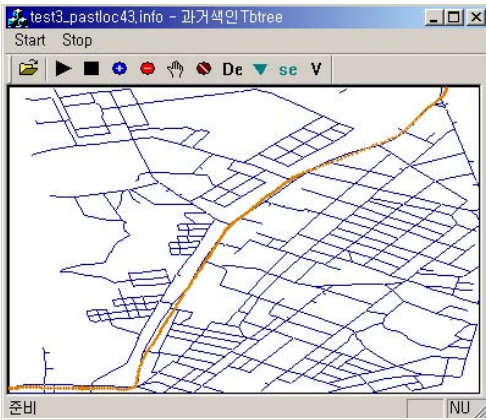 test3_pastloc43.info - 과거색인Tbtree
Start Stop
De se V
준비 NU